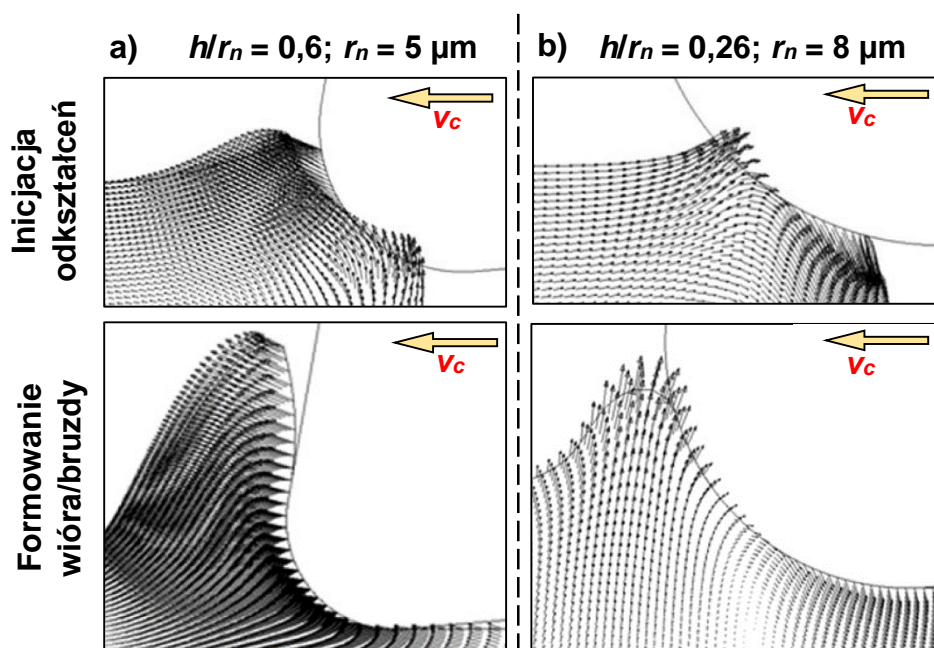 a) h/rn = 0,6; rn = 5 µm
b) h/rn = 0,26; rn = 8 µm
Inicjacja
odkształceń
vc
vc
Formowanie
wióra/bruzdy
vc
vc